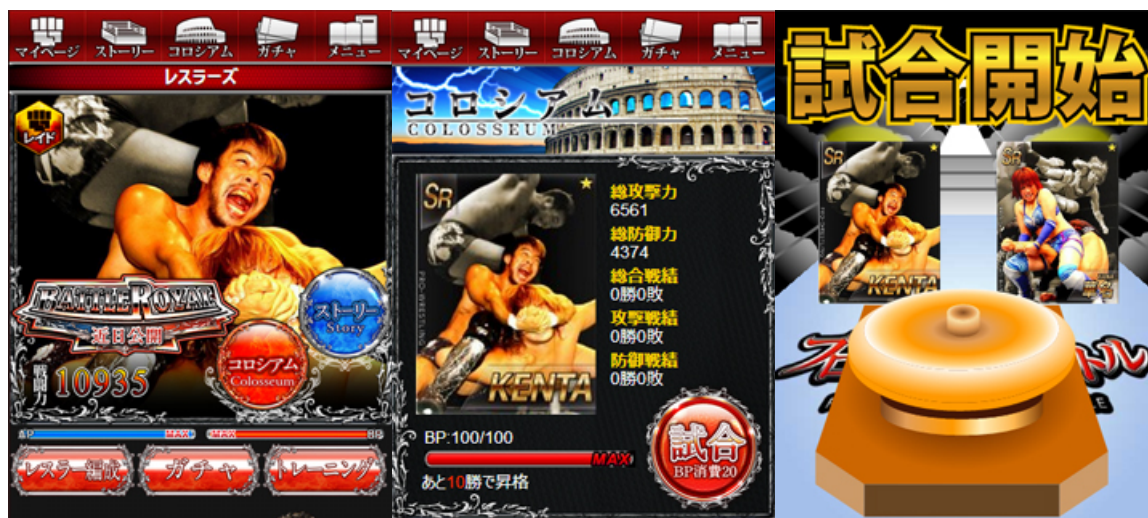 マイページ
ストーリー
コロシアム
ガチャ
メニュー
レスラーズ
レイド
BATTLE ROYAL
近日公開
ストーリー
Story
コロシアム
Colosseum
戦闘力
10935
AP
MAX
MAX
BP
レスラー編成
ガチャ
トレーニング
マイページ
ストーリー
コロシアム
ガチャ
メニュー
コロシアム
COLOSSEUM
SR
KENTA
総攻撃力
6561
総防御力
4374
総合戦結
0勝0敗
攻撃戦結
0勝0敗
防御戦結
0勝0敗
BP:100/100
MAX
あと10勝で昇格
試合
BP消費20
試合開始
SR
KENTA
SR